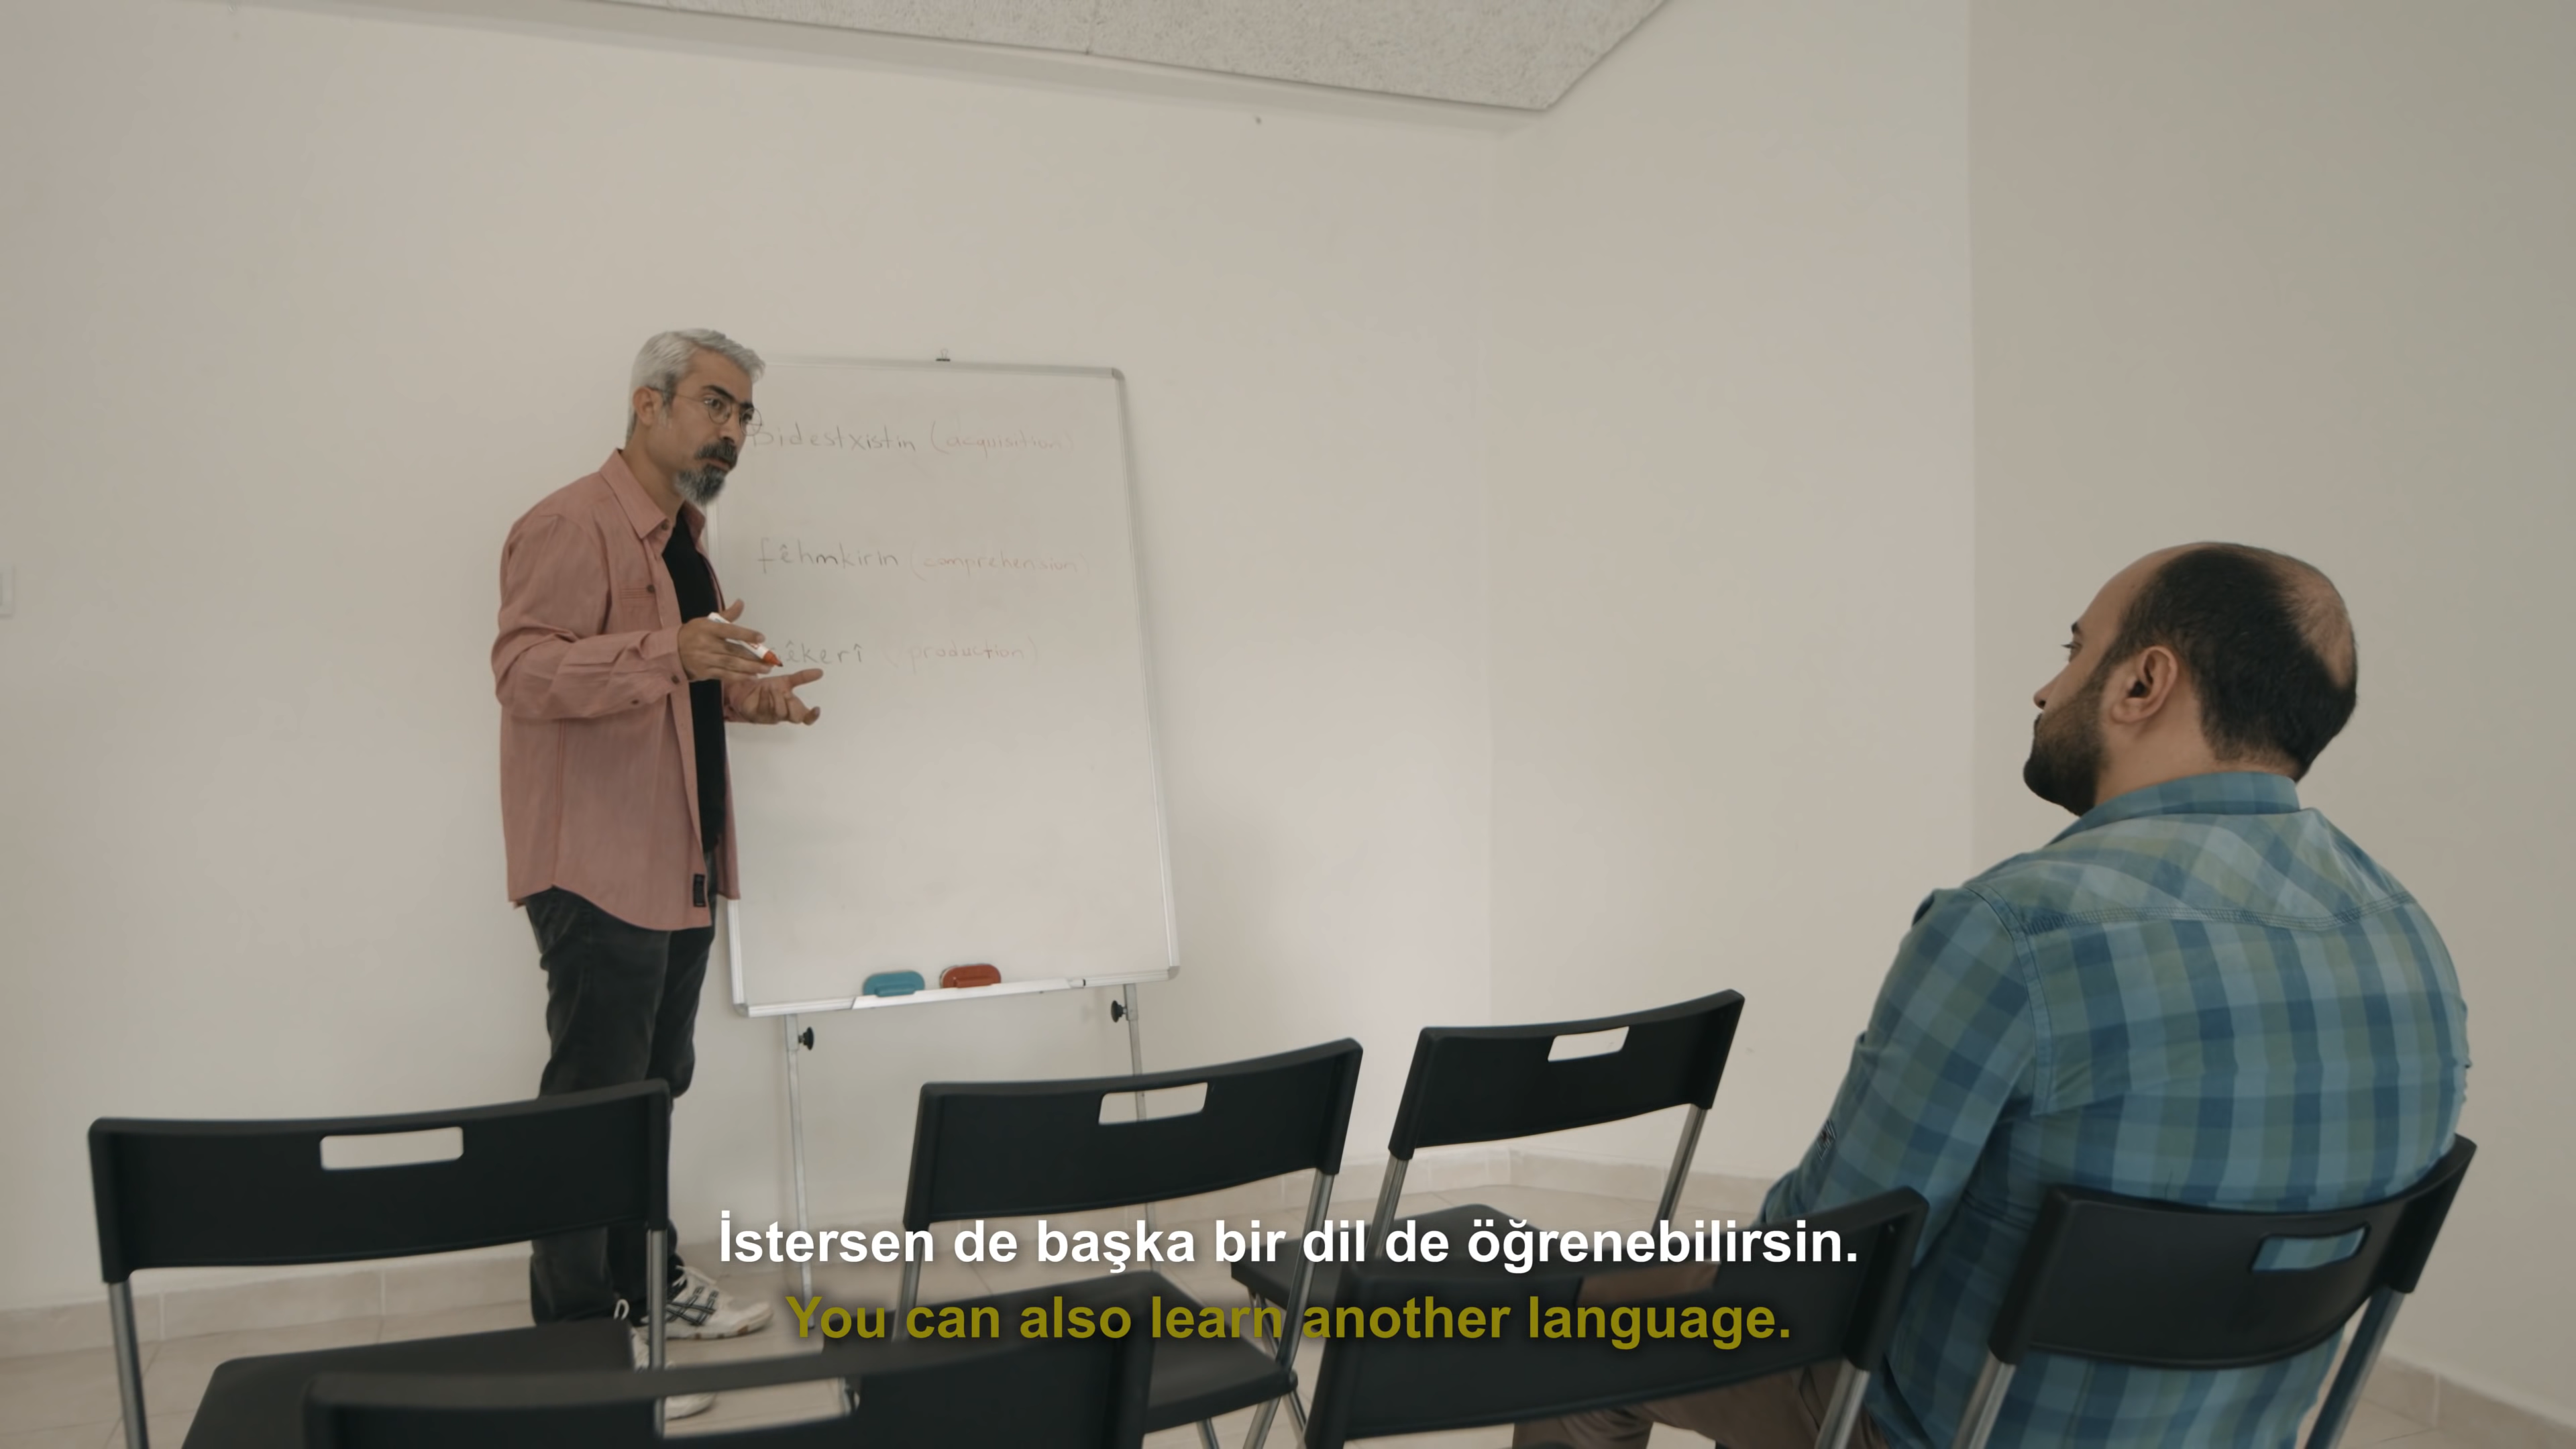 Bidestxistin (acquisition)
fêhmkirin (comprehension)
(production)
İstersen de başka bir dil de öğrenebilirsin.
You can also learn another language.